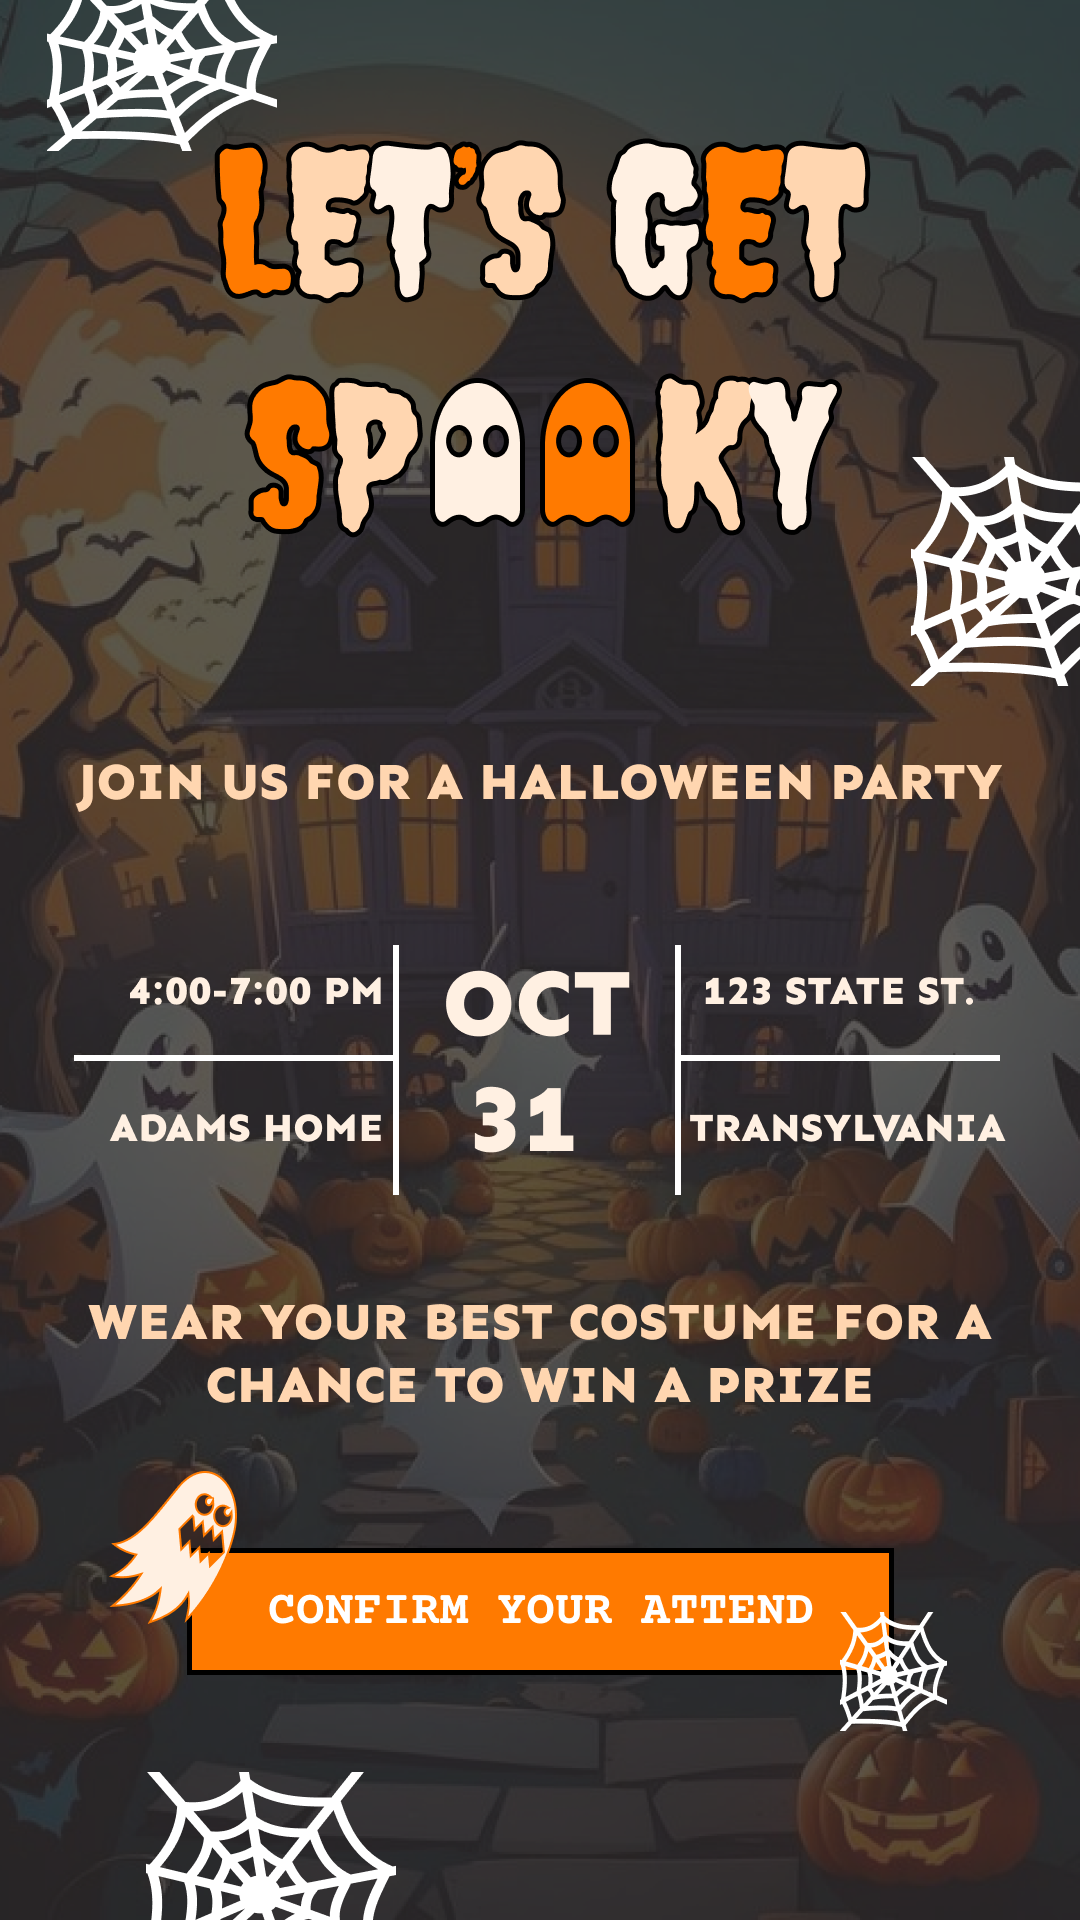 LET'S GET
SPOOKY
JOIN US FOR A HALLOWEEN PARTY
4:00-7:00 PM
ADAMS HOME
OCT
31
123 STATE ST.
TRANSYLVANIA
WEAR YOUR BEST COSTUME FOR A
CHANCE TO WIN A PRIZE
CONFIRM YOUR ATTEND